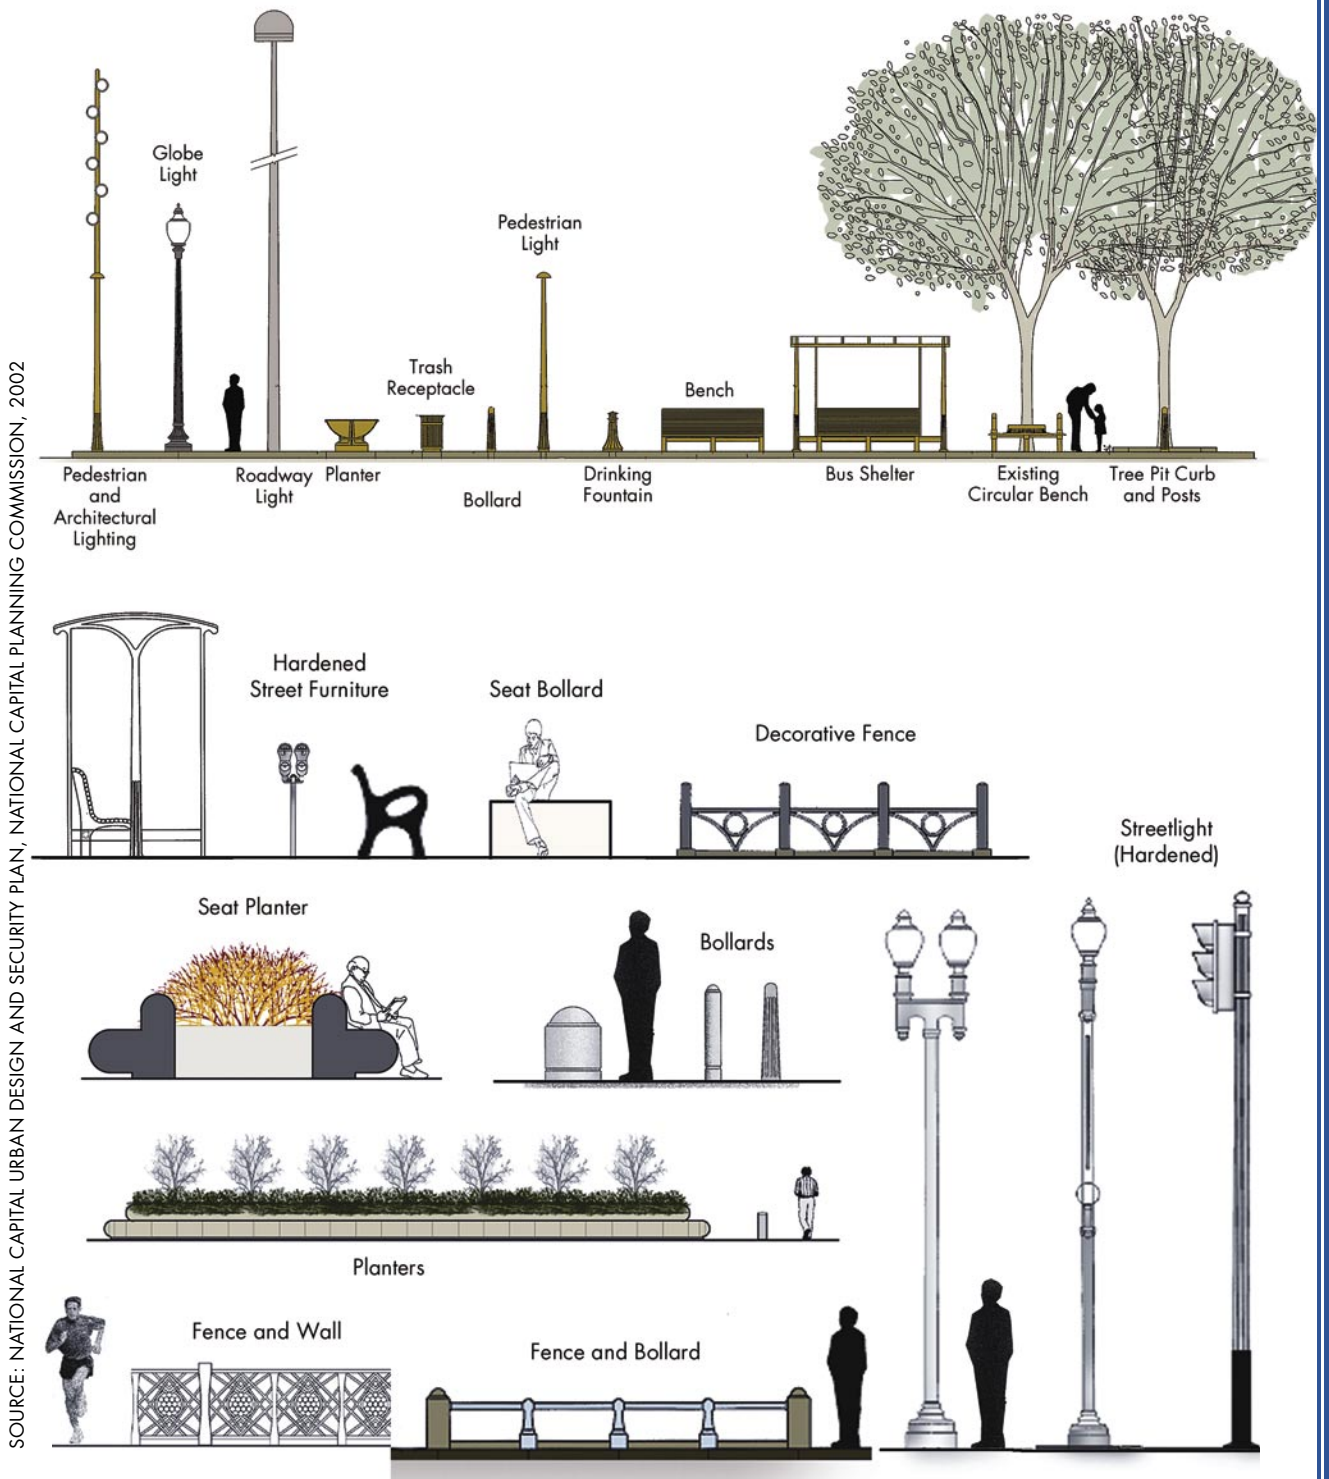 Globe
Light
Pedestrian
Light
Trash
Receptacle
Bench
Pedestrian
and
Architectural
Lighting
Roadway
Light
Planter
Bollard
Drinking
Fountain
Bus Shelter
Existing
Circular Bench
Tree Pit Curb
and Posts
Hardened
Street Furniture
Seat Bollard
Decorative Fence
Streetlight
(Hardened)
Seat Planter
Bollards
Planters
Fence and Wall
Fence and Bollard
SOURCE: NATIONAL CAPITAL URBAN DESIGN AND SECURITY PLAN, NATIONAL CAPITAL PLANNING COMMISSION, 2002